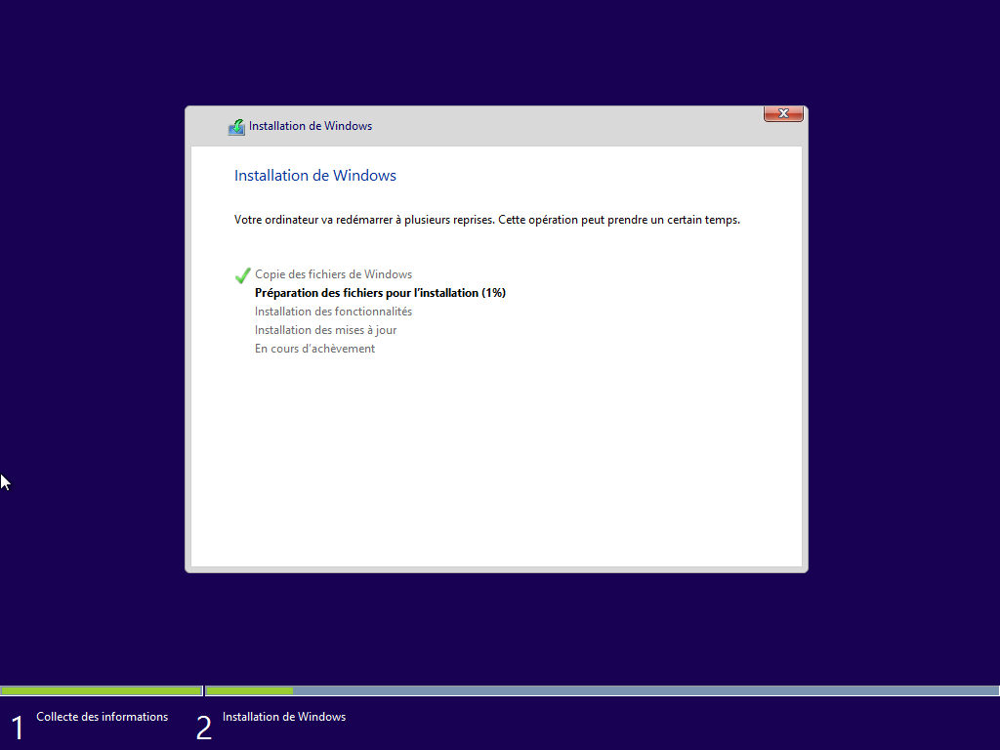 Installation de Windows
Installation de Windows
Votre ordinateur va redémarrer à plusieurs reprises. Cette opération peut prendre un certain temps.
Copie des fichiers de Windows
Préparation des fichiers pour l'installation (1%)
Installation des fonctionnalités
Installation des mises à jour
En cours d'achèvement
1 Collecte des informations
2 Installation de Windows